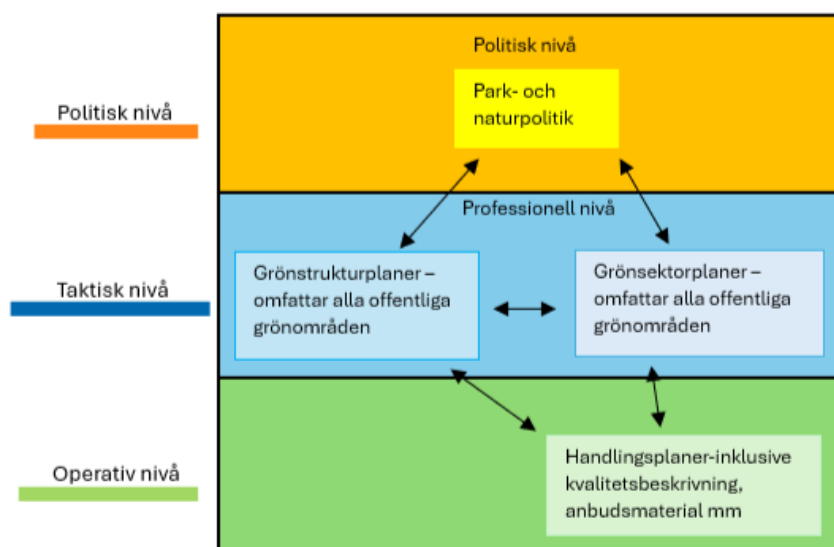 Politisk nivå
Park- och
naturpolitik
Politisk nivå
Professionell nivå
Grönstrukturplaner –
omfattar alla offentliga
grönområden
Grönsektorplaner –
omfattar alla offentliga
grönområden
Taktisk nivå
Handlingsplaner-inklusive
kvalitetsbeskrivning,
anbudsmaterial mm
Operativ nivå